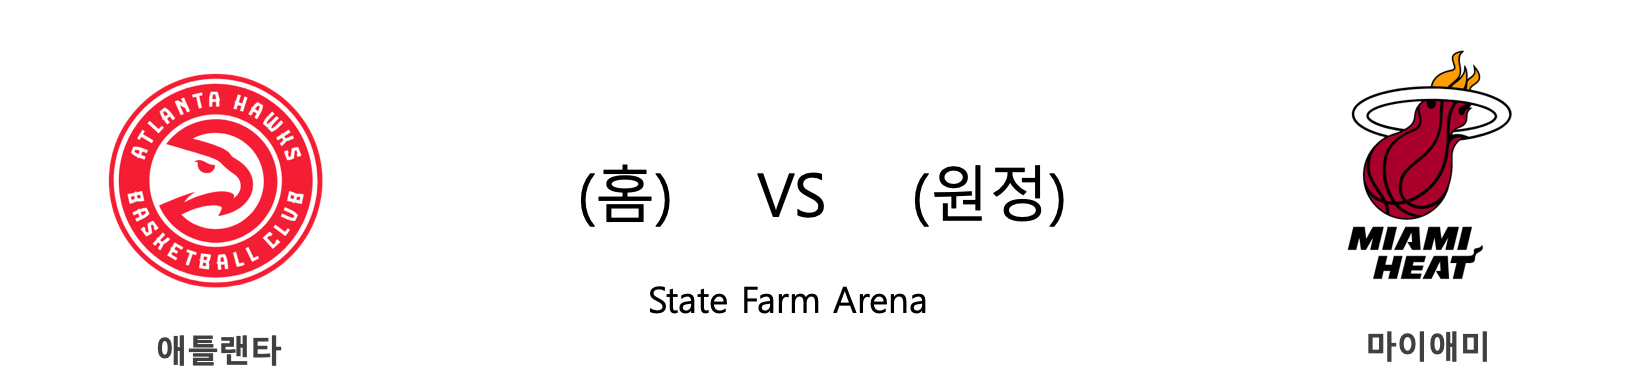 ATLANTA HAWKS
BASKETBALL CLUB
애틀랜타
(홈) VS (원정)
State Farm Arena
MIAMI
HEAT
마이애미